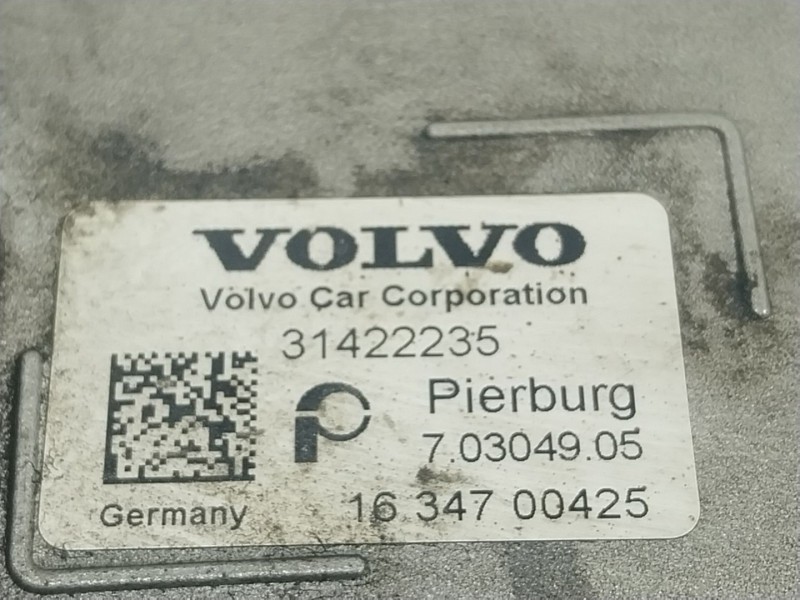 VOLVO
Volvo Car Corporation
31422235
Pierburg
7.03049.05
Germany 16 347 00425